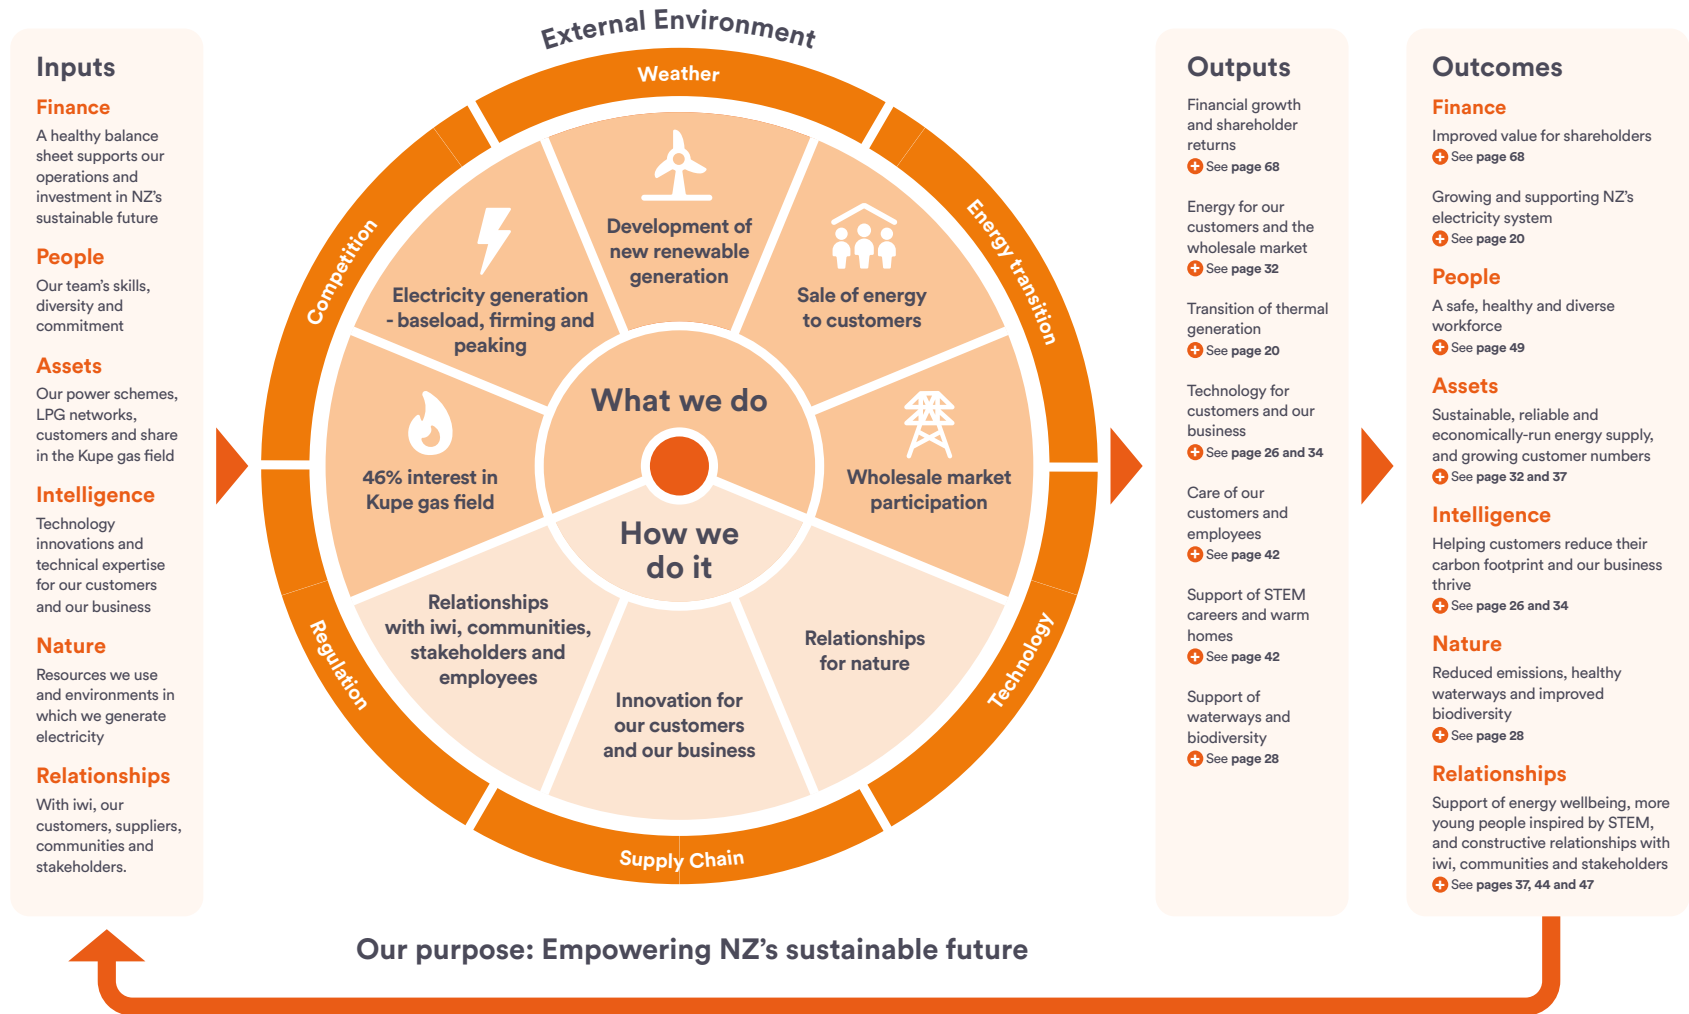 Inputs
Finance
A healthy balance
sheet supports our
operations and
investment in NZ’s
sustainable future
People
Our team’s skills,
diversity and
commitment
Assets
Our power schemes,
LPG networks,
customers and share
in the Kupe gas field
Intelligence
Technology
innovations and
technical expertise
for our customers
and our business
Nature
Resources we use
and environments in
which we generate
electricity
Relationships
With iwi, our
customers, suppliers,
communities and
stakeholders.
External Environment
Weather
Competition
Energy transition
Regulation
Technology
Supply Chain
Development of
new renewable
generation
Electricity generation
- baseload, firming and
peaking
Sale of energy
to customers
46% interest in
Kupe gas field
What we do
Wholesale market
participation
How we
do it
Relationships
with iwi, communities,
stakeholders and
employees
Innovation for
our customers
and our business
Relationships
for nature
Outputs
Financial growth
and shareholder
returns
See page 68
Energy for our
customers and the
wholesale market
See page 32
Transition of thermal
generation
See page 20
Technology for
customers and our
business
See page 26 and 34
Care of our
customers and
employees
See page 42
Support of STEM
careers and warm
homes
See page 42
Support of
waterways and
biodiversity
See page 28
Outcomes
Finance
Improved value for shareholders
See page 68
Growing and supporting NZ’s
electricity system
See page 20
People
A safe, healthy and diverse
workforce
See page 49
Assets
Sustainable, reliable and
economically-run energy supply,
and growing customer numbers
See page 32 and 37
Intelligence
Helping customers reduce their
carbon footprint and our business
thrive
See page 26 and 34
Nature
Reduced emissions, healthy
waterways and improved
biodiversity
See page 28
Relationships
Support of energy wellbeing, more
young people inspired by STEM,
and constructive relationships with
iwi, communities and stakeholders
See pages 37, 44 and 47
Our purpose: Empowering NZ’s sustainable future